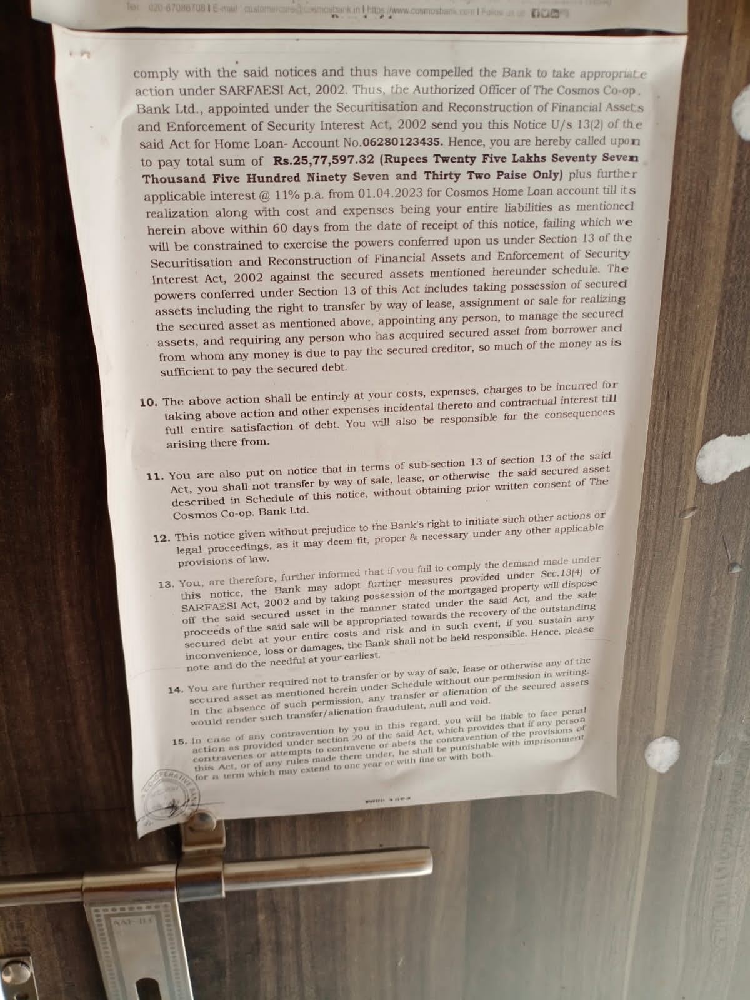 Tel: 020-67086708 | E-mail: customercare@cosmosbank.in | https://www.cosmosbank.com | Follow us on
comply with the said notices and thus have compelled the Bank to take appropriate
action under SARFAESI Act, 2002. Thus, the Authorized Officer of The Cosmos Co-op.
Bank Ltd., appointed under the Securitisation and Reconstruction of Financial Assets
and Enforcement of Security Interest Act, 2002 send you this Notice U/s 13(2) of the
said Act for Home Loan- Account No.06280123435. Hence, you are hereby called upon
to pay total sum of Rs.25,77,597.32 (Rupees Twenty Five Lakhs Seventy Seven
Thousand Five Hundred Ninety Seven and Thirty Two Paise Only) plus further
applicable interest @ 11% p.a. from 01.04.2023 for Cosmos Home Loan account till its
realization along with cost and expenses being your entire liabilities as mentioned
herein above within 60 days from the date of receipt of this notice, failing which we
will be constrained to exercise the powers conferred upon us under Section 13 of the
Securitisation and Reconstruction of Financial Assets and Enforcement of Security
Interest Act, 2002 against the secured assets mentioned hereunder schedule. The
powers conferred under Section 13 of this Act includes taking possession of secured
assets including the right to transfer by way of lease, assignment or sale for realizing
the secured asset as mentioned above, appointing any person, to manage the secured
assets, and requiring any person who has acquired secured asset from borrower and
from whom any money is due to pay the secured creditor, so much of the money as is
sufficient to pay the secured debt.
10. The above action shall be entirely at your costs, expenses, charges to be incurred for
taking above action and other expenses incidental thereto and contractual interest till
full entire satisfaction of debt. You will also be responsible for the consequences
arising there from.
11. You are also put on notice that in terms of sub-section 13 of section 13 of the said
Act, you shall not transfer by way of sale, lease, or otherwise the said secured asset
described in Schedule of this notice, without obtaining prior written consent of The
Cosmos Co-op. Bank Ltd.
12. This notice given without prejudice to the Bank's right to initiate such other actions or
legal proceedings, as it may deem fit, proper & necessary under any other applicable
provisions of law.
13. You, are therefore, further informed that if you fail to comply the demand made under
this notice, the Bank may adopt further measures provided under Sec.13(4) of
SARFAESI Act, 2002 and by taking possession of the mortgaged property will dispose
off the said secured asset in the manner stated under the said Act, and the sale
proceeds of the said sale will be appropriated towards the recovery of the outstanding
secured debt at your entire costs and risk and in such event, if you sustain any
inconvenience, loss or damages, the Bank shall not be held responsible. Hence, please
note and do the needful at your earliest.
14. You are further required not to transfer or by way of sale, lease or otherwise any of the
secured asset as mentioned herein under Schedule without our permission in writing.
In the absence of such permission, any transfer or alienation of the secured assets
would render such transfer/alienation fraudulent, null and void.
15. In case of any contravention by you in this regard, you will be liable to face penal
action as provided under section 29 of the said Act, which provides that if any person
contravenes or attempts to contravene or abets the contravention of the provisions of
this Act, or of any rules made there under, he shall be punishable with imprisonment
for a term which may extend to one year or with fine or with both.
CO-OPERATIVE BANK